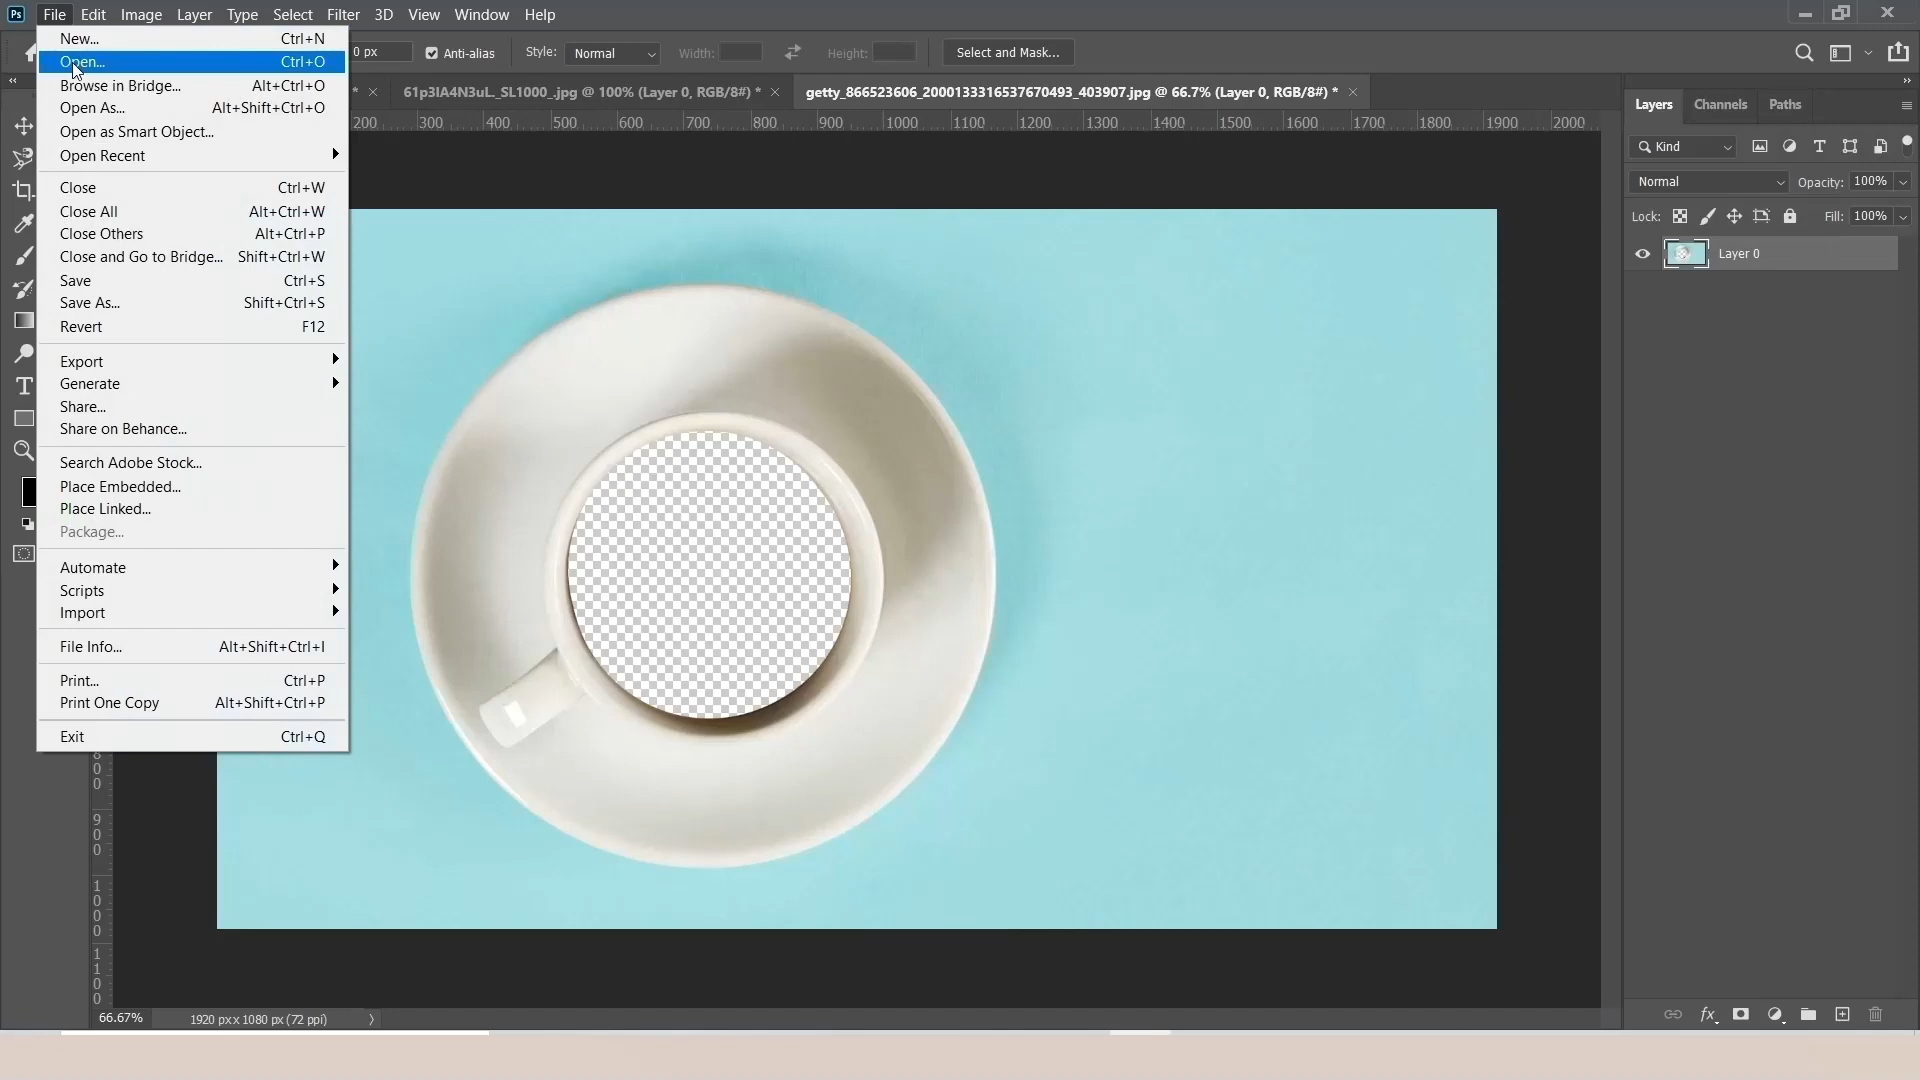 Ps File Edit Image Layer Type Select Filter 3D View Window Help
0 px Anti-alias Style: Normal Width: Height: Select and Mask...
* 61p3IA4N3uL._SL1000_.jpg @ 100% (Layer 0, RGB/8#) * getty_866523606_2000133316537670493_403907.jpg @ 66.7% (Layer 0, RGB/8#) *
200 300 400 500 600 700 800 900 1000 1100 1200 1300 1400 1500 1600 1700 1800 1900 2000
New... Ctrl+N
Open... Ctrl+O
Browse in Bridge... Alt+Ctrl+O
Open As... Alt+Shift+Ctrl+O
Open as Smart Object...
Open Recent
Close Ctrl+W
Close All Alt+Ctrl+W
Close Others Alt+Ctrl+P
Close and Go to Bridge... Shift+Ctrl+W
Save Ctrl+S
Save As... Shift+Ctrl+S
Revert F12
Export
Generate
Share...
Share on Behance...
Search Adobe Stock...
Place Embedded...
Place Linked...
Package...
Automate
Scripts
Import
File Info... Alt+Shift+Ctrl+I
Print... Ctrl+P
Print One Copy Alt+Shift+Ctrl+P
Exit Ctrl+Q
800
900
1000
1100
66.67% 1920 px x 1080 px (72 ppi)
Layers Channels Paths
Kind
Normal Opacity: 100%
Lock: Fill: 100%
Layer 0
fx